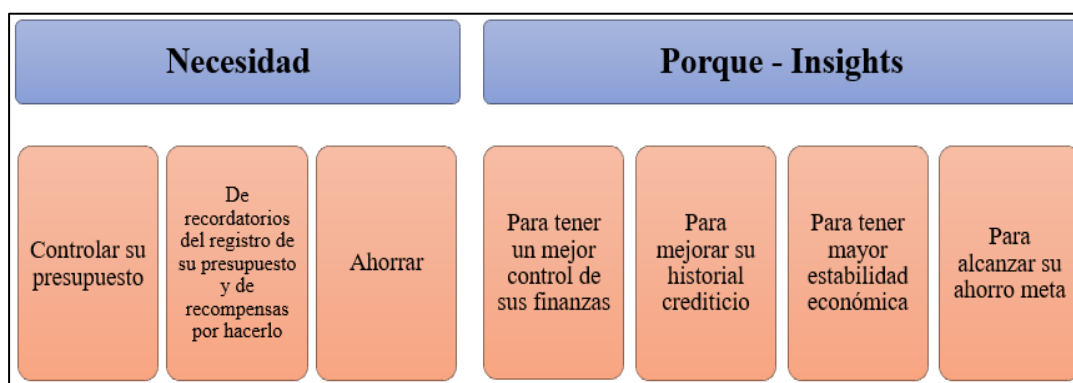 Necesidad
Porque - Insights
Controlar su
presupuesto
De
recordatorios
del registro de
su presupuesto
y de
recompensas
por hacerlo
Ahorrar
Para tener
un mejor
control de
sus finanzas
Para
mejorar su
historial
crediticio
Para tener
mayor
estabilidad
económica
Para
alcanzar su
ahorro meta